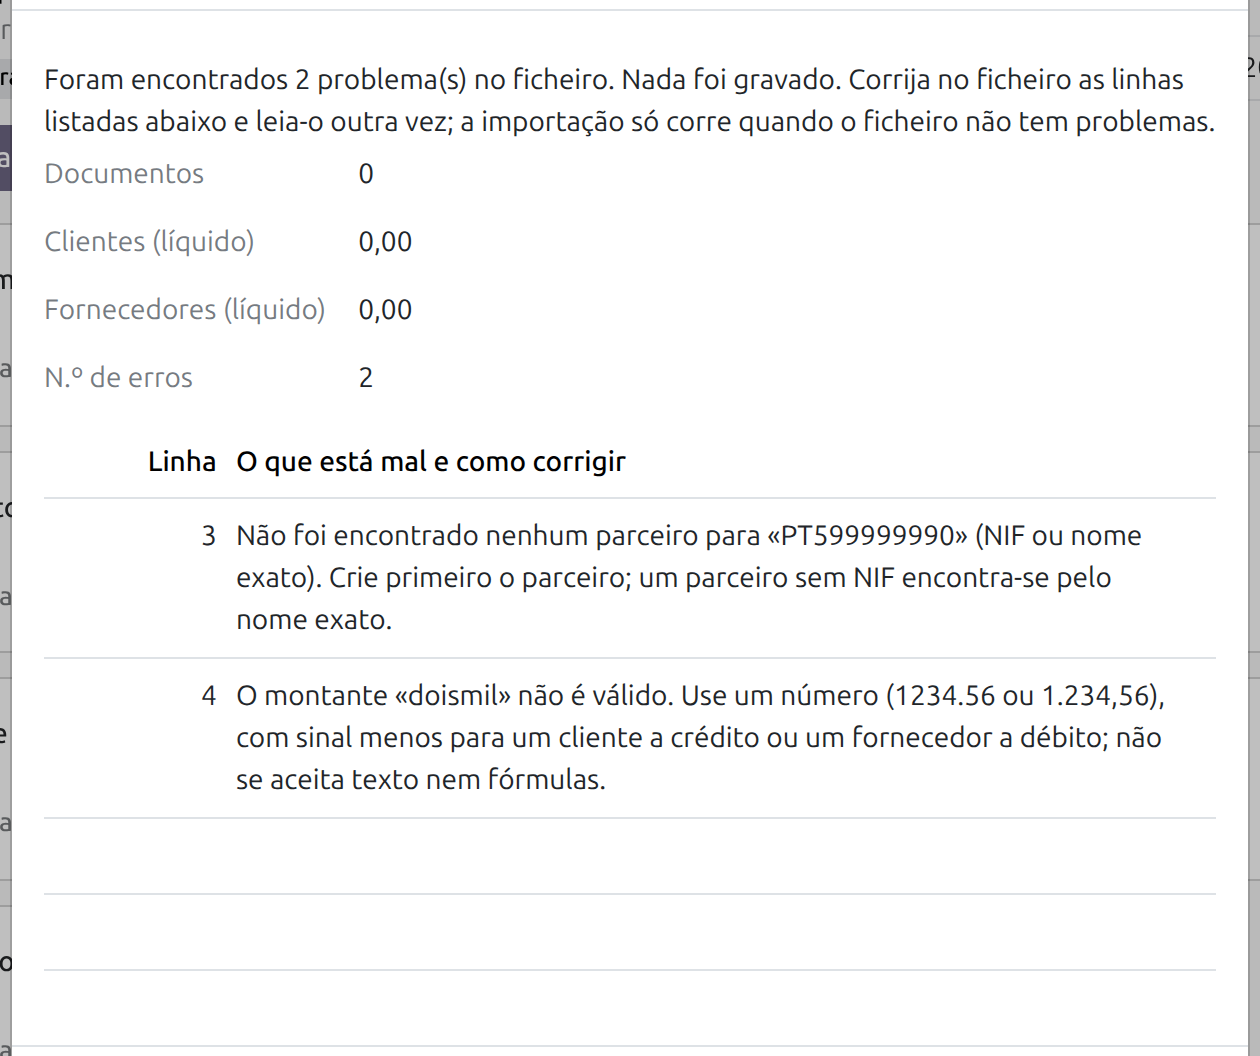 Foram encontrados 2 problema(s) no ficheiro. Nada foi gravado. Corrija no ficheiro as linhas
listadas abaixo e leia-o outra vez; a importação só corre quando o ficheiro não tem problemas.
Documentos 0
Clientes (líquido) 0,00
Fornecedores (líquido) 0,00
N.º de erros 2
Linha O que está mal e como corrigir
3 Não foi encontrado nenhum parceiro para «PT599999990» (NIF ou nome
exato). Crie primeiro o parceiro; um parceiro sem NIF encontra-se pelo
nome exato.
4 O montante «doismil» não é válido. Use um número (1234.56 ou 1.234,56),
com sinal menos para um cliente a crédito ou um fornecedor a débito; não
se aceita texto nem fórmulas.